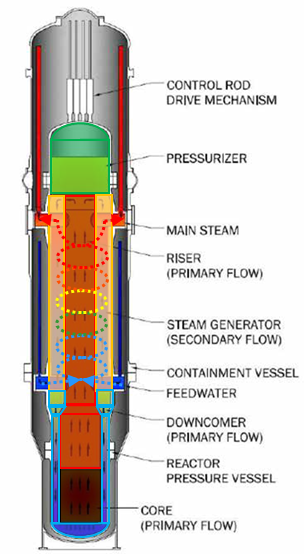 CONTROL ROD
DRIVE MECHANISM
PRESSURIZER
MAIN STEAM
RISER
(PRIMARY FLOW)
STEAM GENERATOR
(SECONDARY FLOW)
CONTAINMENT VESSEL
FEEDWATER
DOWNCOMER
(PRIMARY FLOW)
REACTOR
PRESSURE VESSEL
CORE
(PRIMARY FLOW)